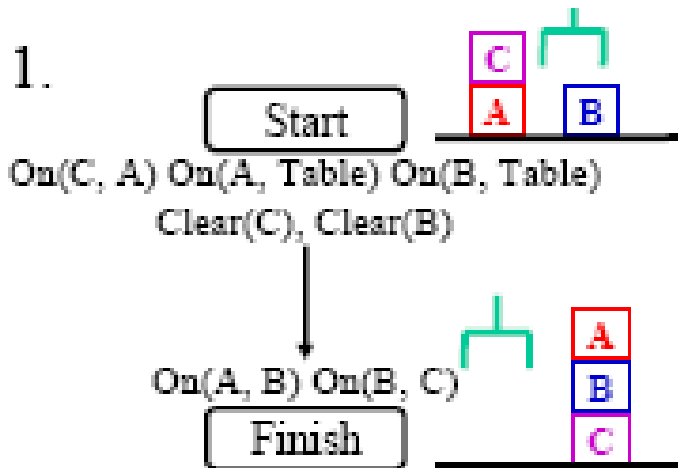 1.
C
A B
Start
On(C, A) On(A, Table) On(B, Table)
Clear(C), Clear(B)
A
On(A, B) On(B, C)
B
Finish
C